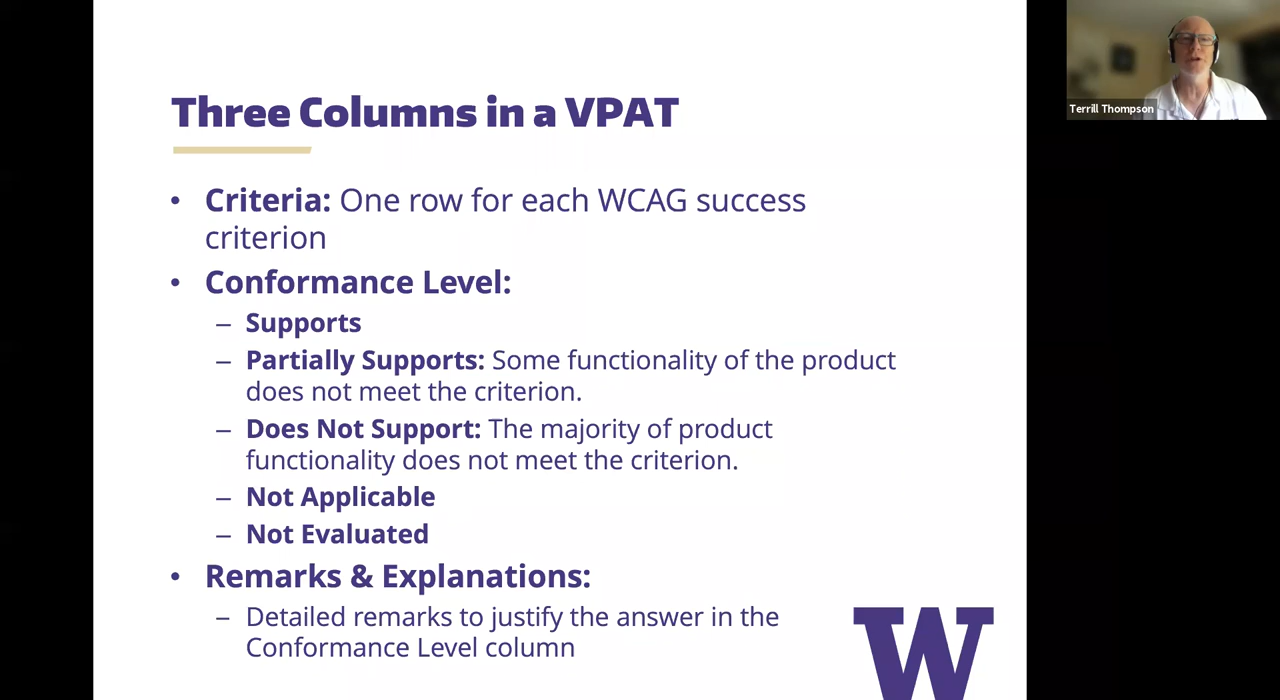 Three Columns in a VPAT
• Criteria: One row for each WCAG success
criterion
• Conformance Level:
– Supports
– Partially Supports: Some functionality of the product
does not meet the criterion.
– Does Not Support: The majority of product
functionality does not meet the criterion.
– Not Applicable
– Not Evaluated
• Remarks & Explanations:
– Detailed remarks to justify the answer in the
Conformance Level column
W
Terrill Thompson